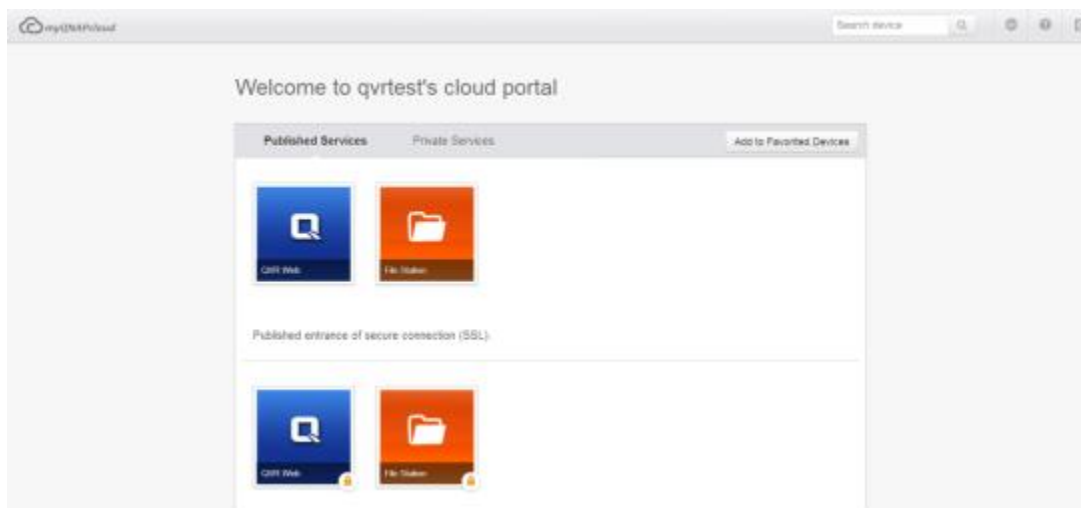 myQNAPcloud
Search device
Welcome to qvrtest's cloud portal
Published Services
Private Services
Add to Favorited Devices
QVR Web
File Station
Published entrance of secure connection (SSL).
QVR Web
File Station